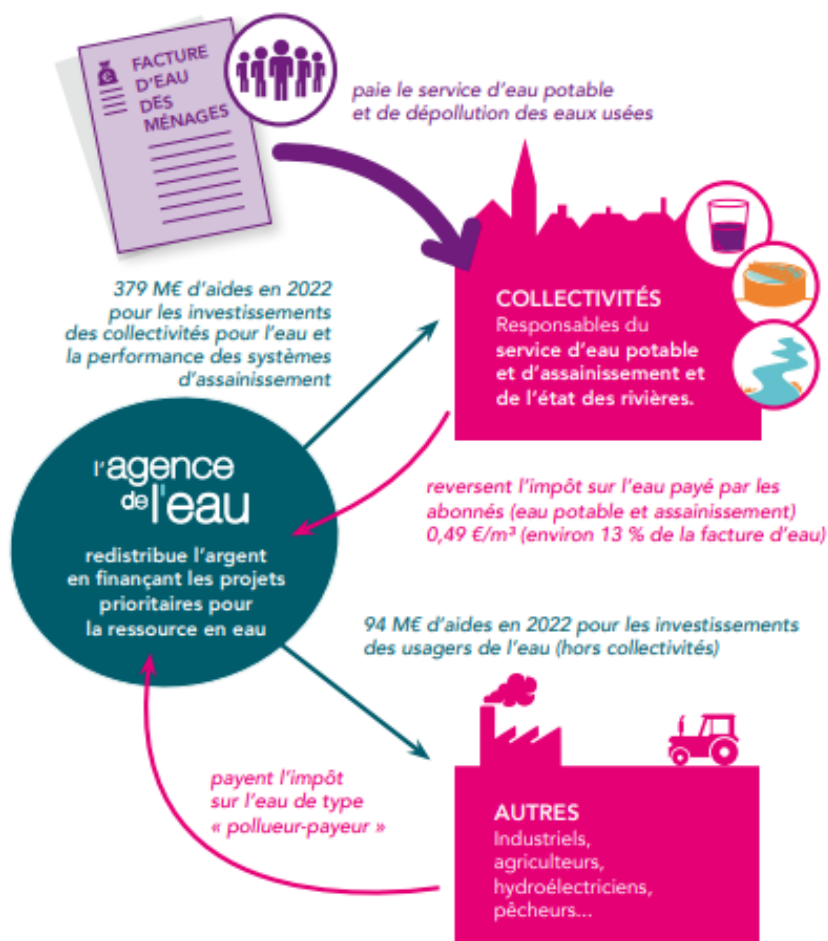 FACTURE
D'EAU
DES
MÉNAGES
paie le service d'eau potable
et de dépollution des eaux usées
379 M€ d'aides en 2022
pour les investissements
des collectivités pour l'eau et
la performance des systèmes
d'assainissement
COLLECTIVITÉS
Responsables du
service d'eau potable
et d'assainissement et
de l'état des rivières.
l'agence
de l'eau
redistribue l'argent
en finançant les projets
prioritaires pour
la ressource en eau
reversent l'impôt sur l'eau payé par les
abonnés (eau potable et assainissement)
0,49 €/m³ (environ 13 % de la facture d'eau)
94 M€ d'aides en 2022 pour les investissements
des usagers de l'eau (hors collectivités)
payent l'impôt
sur l'eau de type
« pollueur-payeur »
AUTRES
Industriels,
agriculteurs,
hydroélectriciens,
pêcheurs...